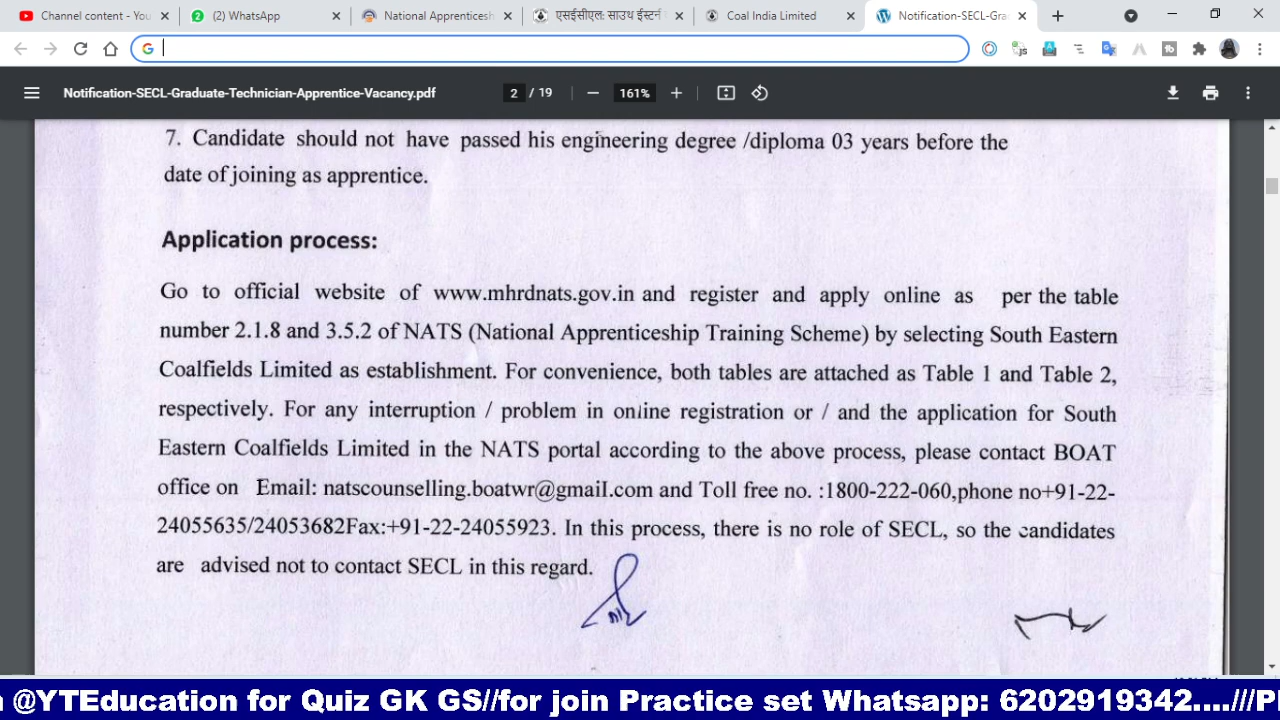 Channel content - You
(2) WhatsApp
National Apprenticesh
एसईसीएल: साउथ ईस्टर्न
Coal India Limited
Notification-SECL-Gra
Notification-SECL-Graduate-Technician-Apprentice-Vacancy.pdf
2 / 19
161%
7. Candidate should not have passed his engineering degree /diploma 03 years before the
date of joining as apprentice.
Application process:
Go to official website of www.mhrdnats.gov.in and register and apply online as per the table
number 2.1.8 and 3.5.2 of NATS (National Apprenticeship Training Scheme) by selecting South Eastern
Coalfields Limited as establishment. For convenience, both tables are attached as Table 1 and Table 2,
respectively. For any interruption / problem in online registration or / and the application for South
Eastern Coalfields Limited in the NATS portal according to the above process, please contact BOAT
office on Email: natscounselling.boatwr@gmail.com and Toll free no. :1800-222-060,phone no+91-22-
24055635/24053682Fax:+91-22-24055923. In this process, there is no role of SECL, so the candidates
are advised not to contact SECL in this regard.
@YTEducation for Quiz GK GS//for join Practice set Whatsapp: 6202919342....///P